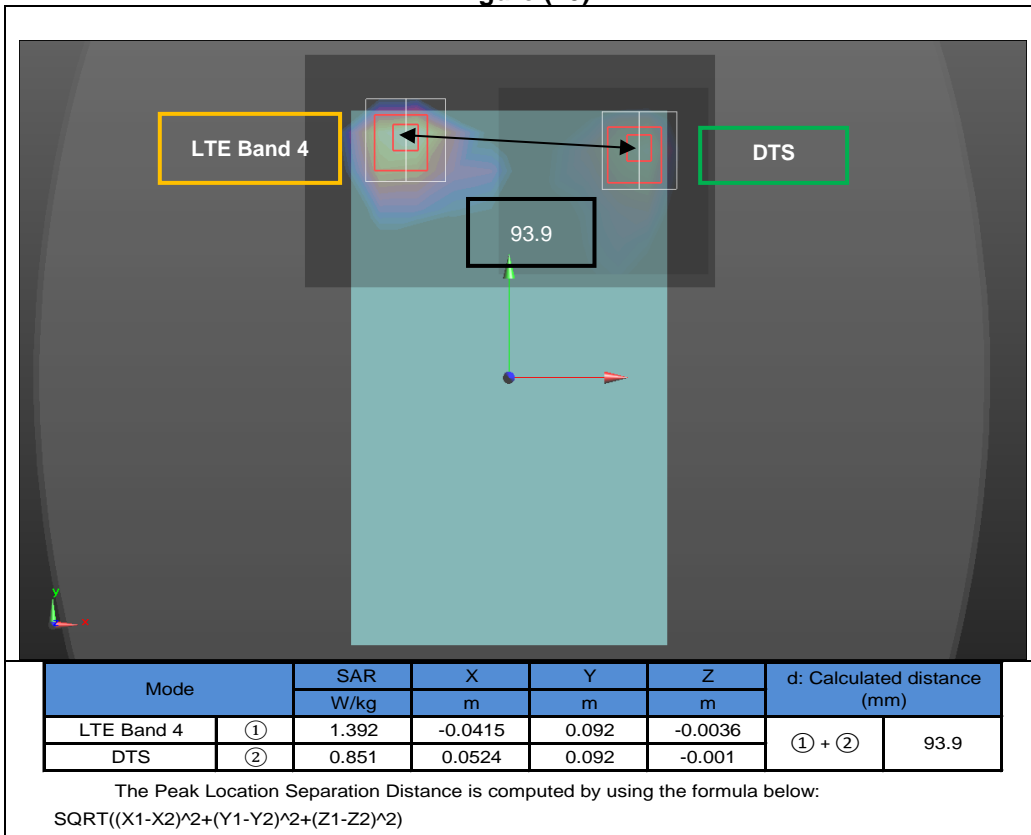 LTE Band 4
DTS
93.9
y
x
Mode SAR X Y Z d: Calculated distance (mm)
W/kg m m m
LTE Band 4 ① 1.392 -0.0415 0.092 -0.0036 ① + ② 93.9
DTS ② 0.851 0.0524 0.092 -0.001
The Peak Location Separation Distance is computed by using the formula below:
SQRT((X1-X2)^2+(Y1-Y2)^2+(Z1-Z2)^2)